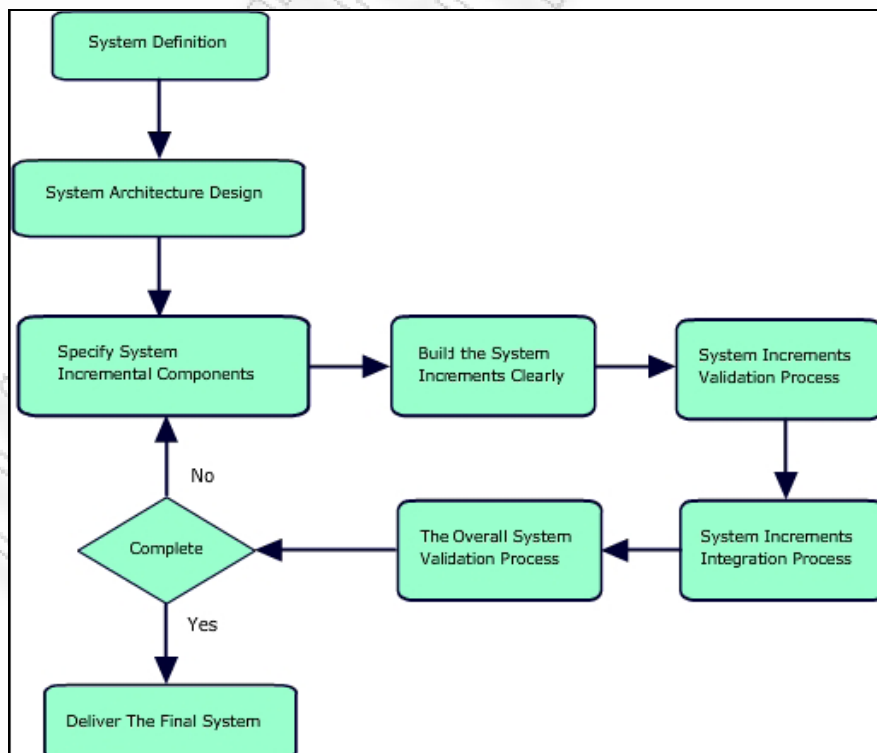 System Definition
System Architecture Design
Specify System
Incremental Components
Build the System
Increments Clearly
System Increments
Validation Process
No
Complete
The Overall System
Validation Process
System Increments
Integration Process
Yes
Deliver The Final System